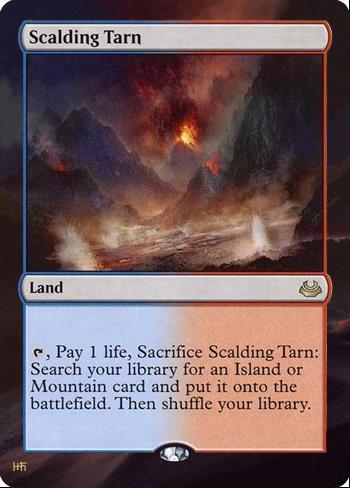 Scalding Tarn
Land
, Pay 1 life, Sacrifice Scalding Tarn:
Search your library for an Island or
Mountain card and put it onto the
battlefield. Then shuffle your library.